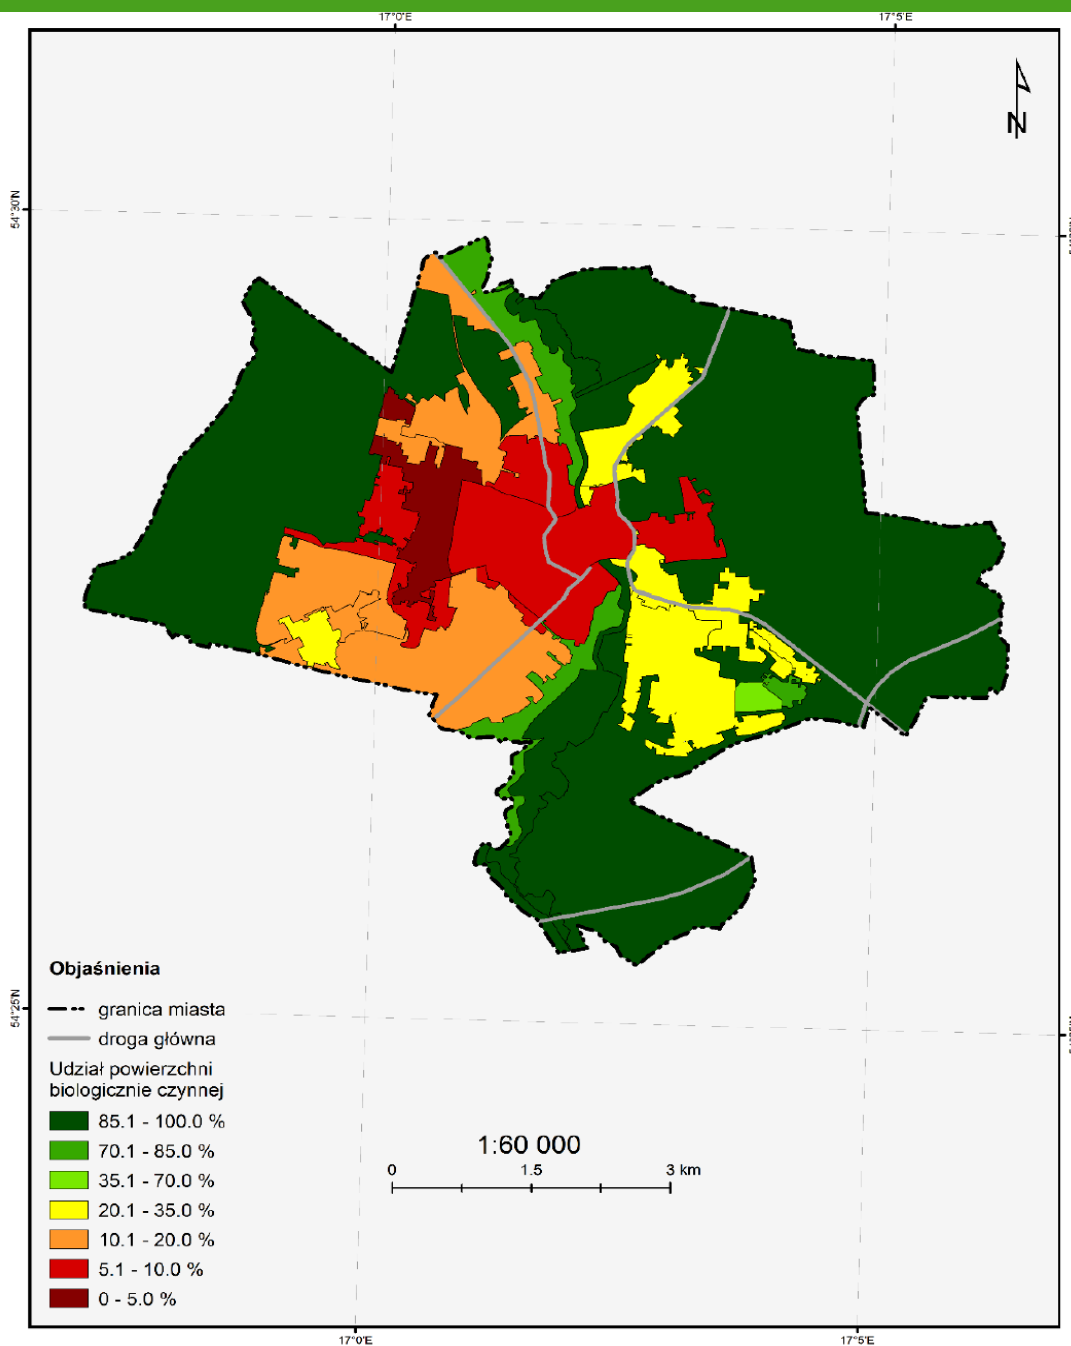 17°0'E 17°5'E
N
54°30'N
Objaśnienia
54°25'N
granica miasta
droga główna
Udział powierzchni
biologicznie czynnej
85.1 - 100.0 %
70.1 - 85.0 %
35.1 - 70.0 %
20.1 - 35.0 %
10.1 - 20.0 %
5.1 - 10.0 %
0 - 5.0 %
1:60 000
0 1.5 3 km
17°0'E 17°5'E